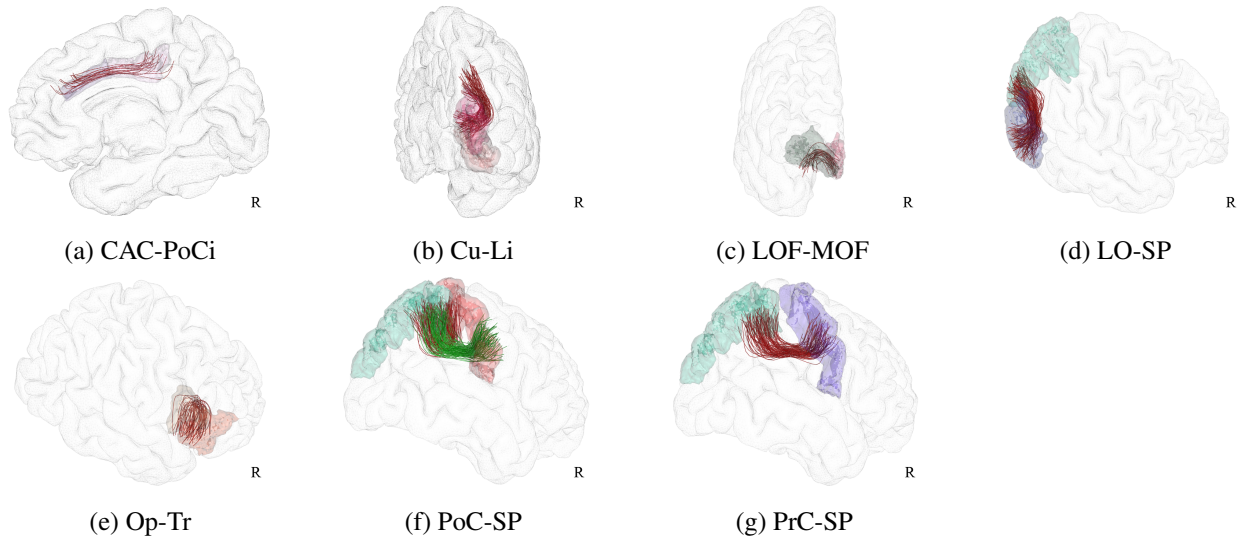 R
R
R
R
(a) CAC-PoCi
(b) Cu-Li
(c) LOF-MOF
(d) LO-SP
R
R
R
(e) Op-Tr
(f) PoC-SP
(g) PrC-SP